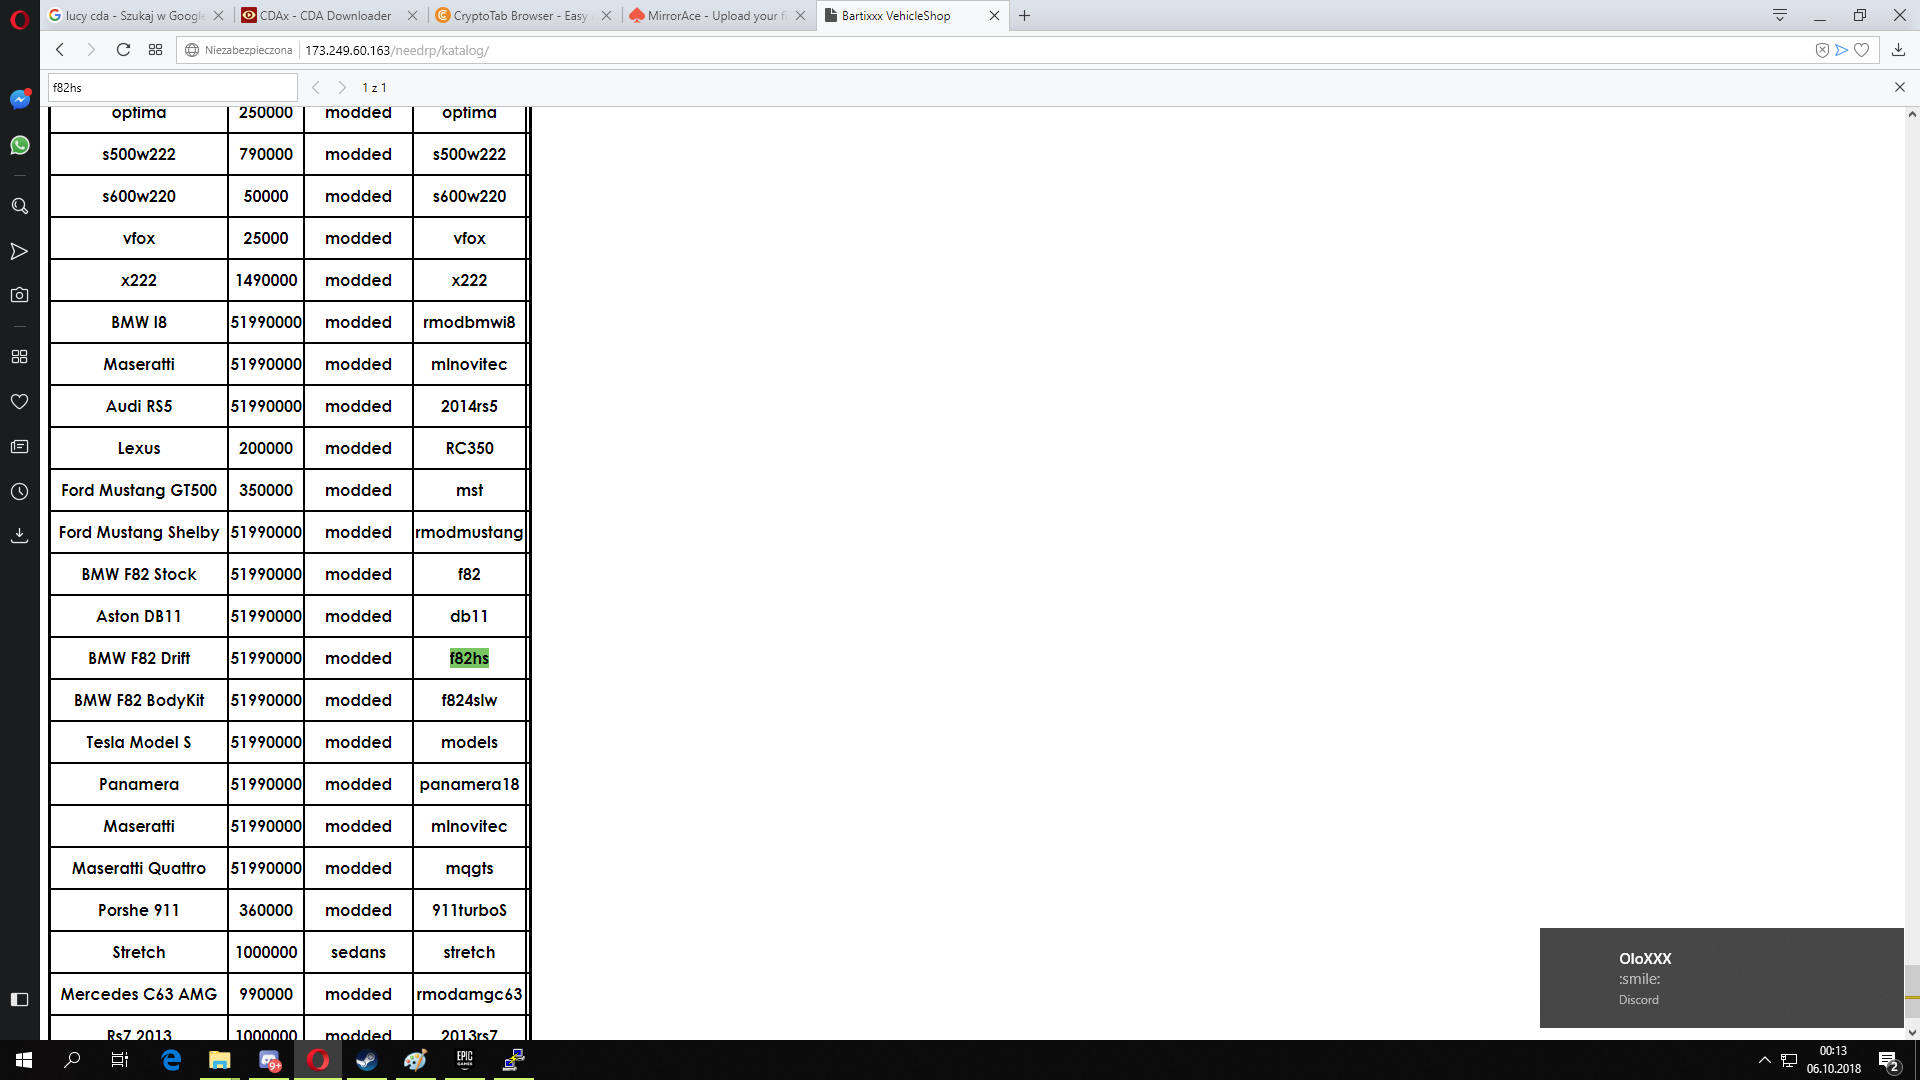 lucy cda - Szukaj w Google
CDAx - CDA Downloader
CryptoTab Browser - Easy
MirrorAce - Upload your f
Bartixxx VehicleShop
Niezabezpieczona 173.249.60.163/needrp/katalog/
f82hs 1 z 1
optima 250000 modded optima
s500w222 790000 modded s500w222
s600w220 50000 modded s600w220
vfox 25000 modded vfox
x222 1490000 modded x222
BMW I8 51990000 modded rmodbmwi8
Maseratti 51990000 modded mlnovitec
Audi RS5 51990000 modded 2014rs5
Lexus 200000 modded RC350
Ford Mustang GT500 350000 modded mst
Ford Mustang Shelby 51990000 modded rmodmustang
BMW F82 Stock 51990000 modded f82
Aston DB11 51990000 modded db11
BMW F82 Drift 51990000 modded f82hs
BMW F82 BodyKit 51990000 modded f824slw
Tesla Model S 51990000 modded models
Panamera 51990000 modded panamera18
Maseratti 51990000 modded mlnovitec
Maseratti Quattro 51990000 modded mqgts
Porshe 911 360000 modded 911turboS
Stretch 1000000 sedans stretch
Mercedes C63 AMG 990000 modded rmodamgc63
Rs7 2013 1000000 modded 2013rs7
OloXXX
:smile:
Discord
9+
EPIC
GAMES
00:13
06.10.2018
2